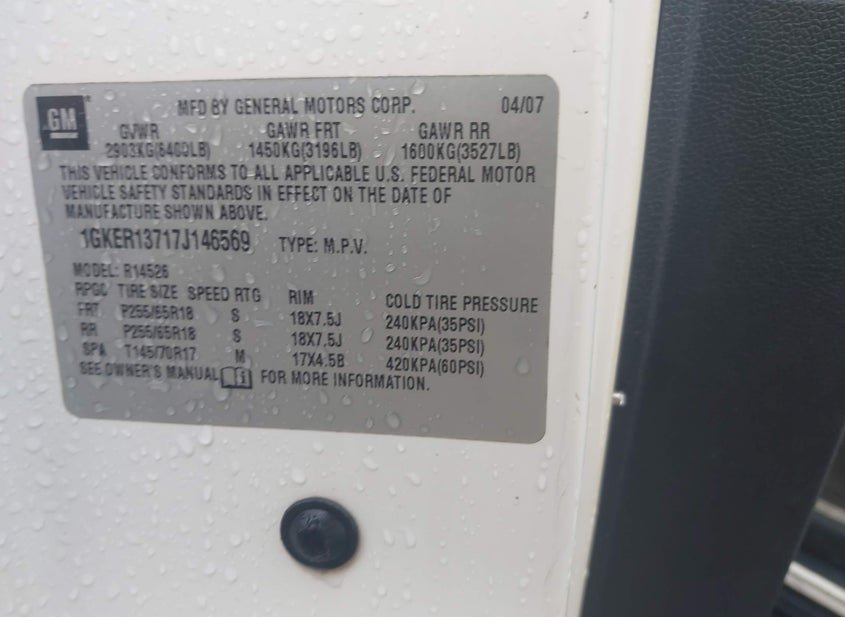 GM MFD BY GENERAL MOTORS CORP. 04/07
GVWR GAWR FRT GAWR RR
2903KG(6400LB) 1450KG(3196LB) 1600KG(3527LB)
THIS VEHICLE CONFORMS TO ALL APPLICABLE U.S. FEDERAL MOTOR
VEHICLE SAFETY STANDARDS IN EFFECT ON THE DATE OF
MANUFACTURE SHOWN ABOVE.
1GKER13717J146569 TYPE: M.P.V.
MODEL: R14526
RPGC TIRE SIZE SPEED RTG RIM COLD TIRE PRESSURE
FRT P255/65R18 S 18X7.5J 240KPA(35PSI)
RR P255/65R18 S 18X7.5J 240KPA(35PSI)
SPA T145/70R17 M 17X4.5B 420KPA(60PSI)
SEE OWNER'S MANUAL FOR MORE INFORMATION.